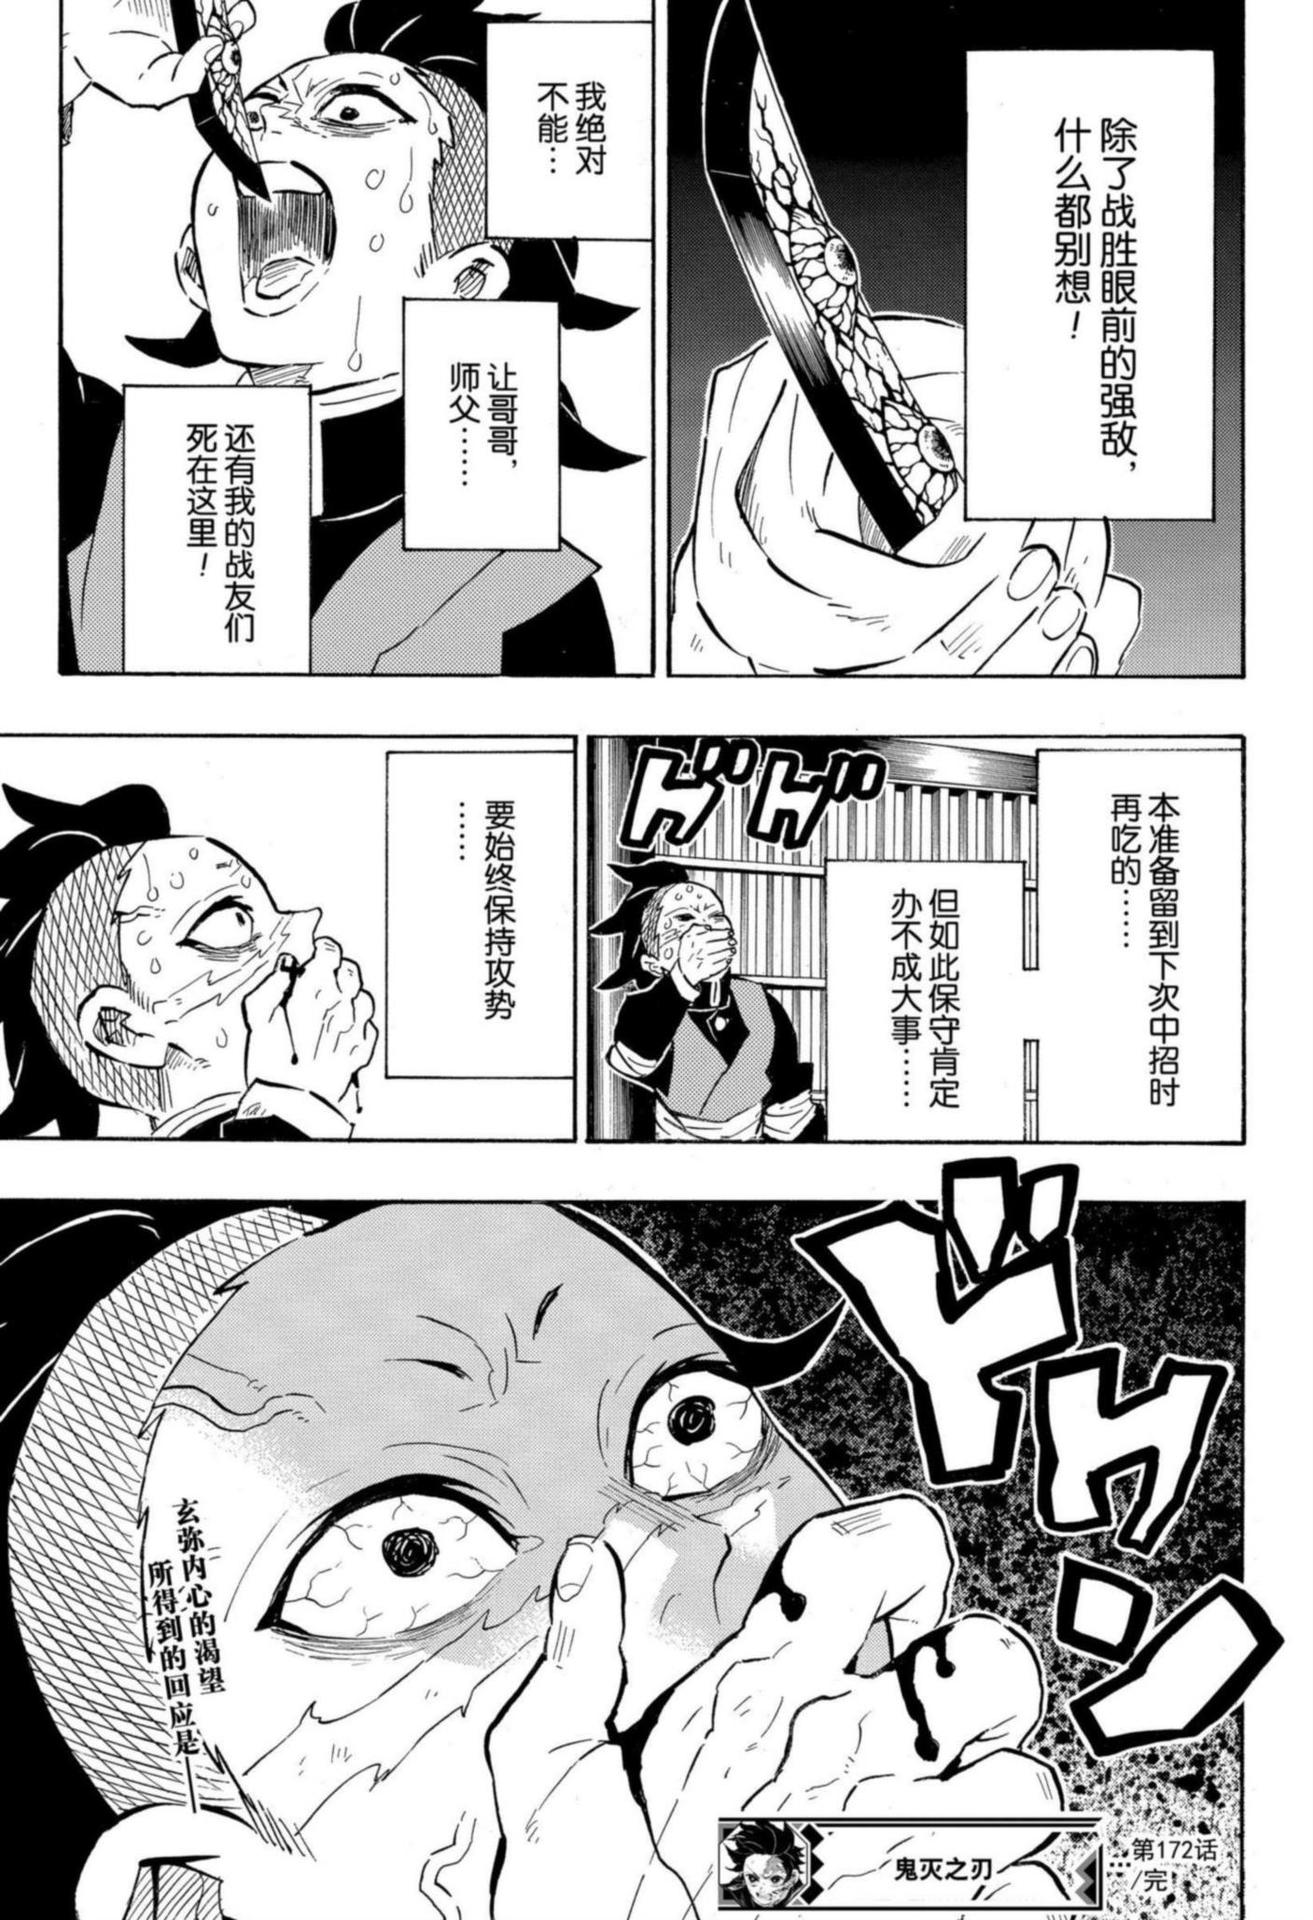 除了战胜眼前的强敌，
什么都别想！
我绝对
不能…
让哥哥，
师父……
还有我的战友们
死在这里！
本准备留到下次中招时
再吃的……
但如此保守肯定
办不成大事……
ドグドグ
要始终保持攻势
……
ドクン
玄弥内心的渴望
所得到的回应是——
鬼灭之刃
…第172话
/完